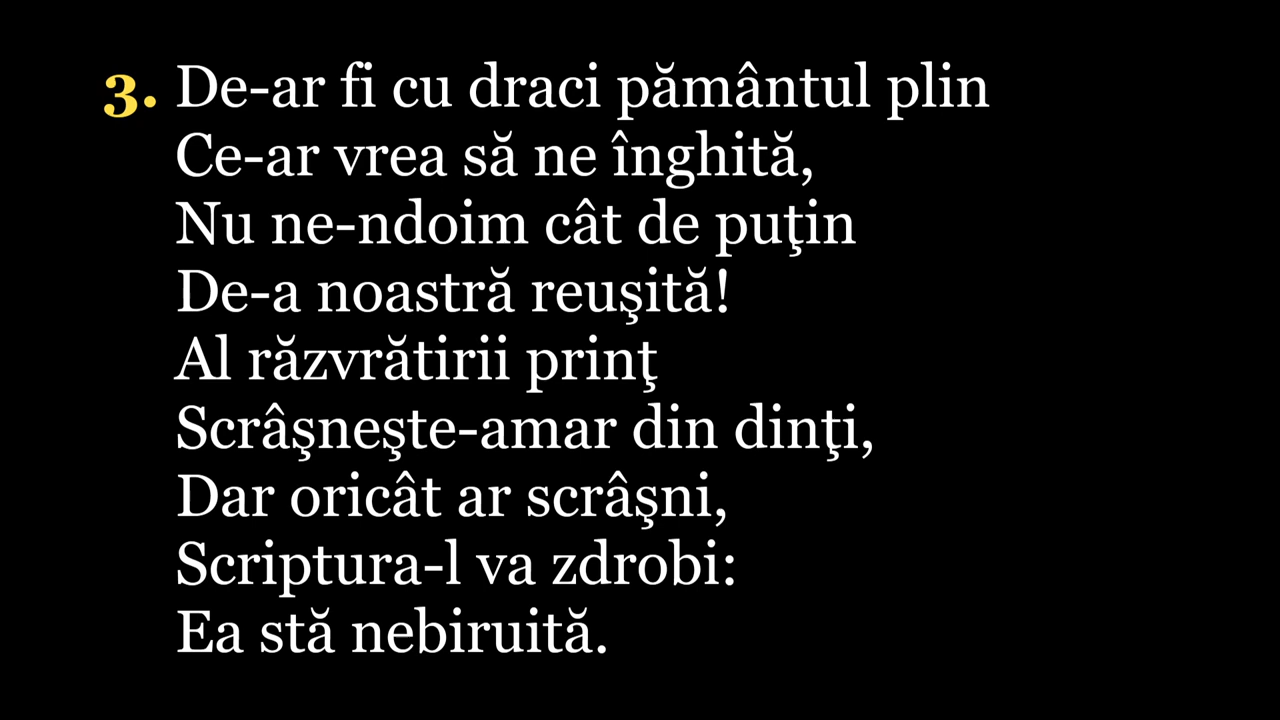 3. De-ar fi cu draci pământul plin
Ce-ar vrea să ne înghită,
Nu ne-ndoim cât de puţin
De-a noastră reuşită!
Al răzvrătirii prinţ
Scrâşneşte-amar din dinţi,
Dar oricât ar scrâşni,
Scriptura-l va zdrobi:
Ea stă nebiruită.